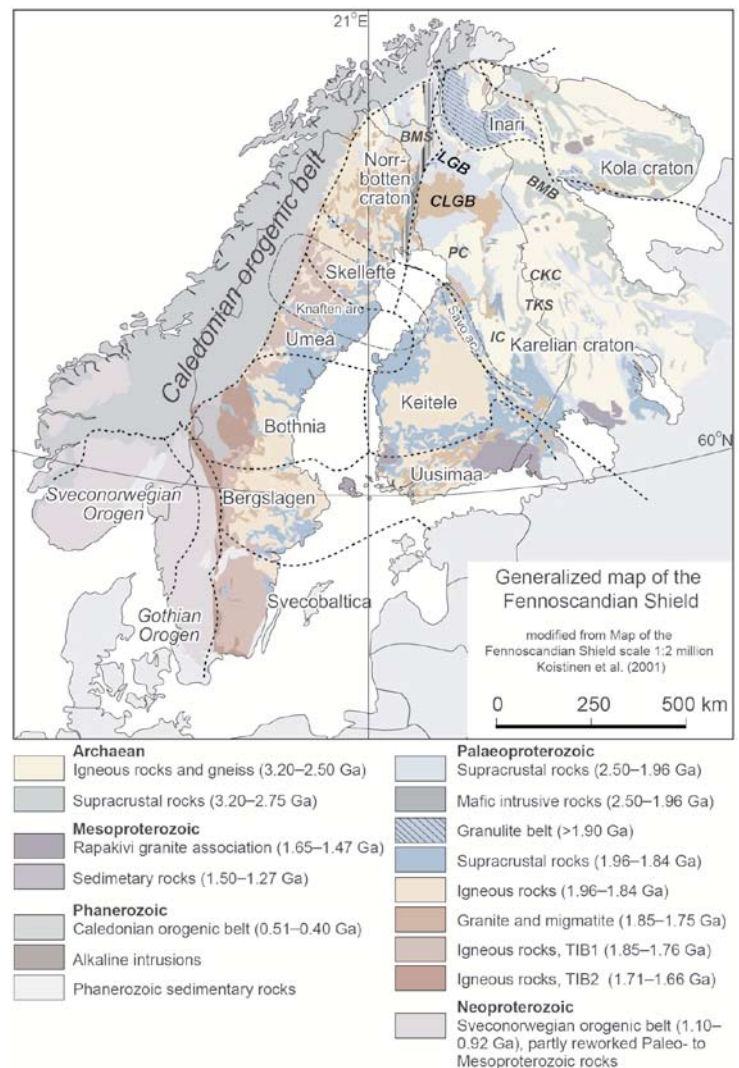 21°E
BMS
Inari
Norr-
botten
craton
LGB
Kola craton
CLGB
BMB
Caledonian orogenic belt
PC
CKC
Skellefte
TKS
Knaften arc
Savo arc
IC
Umeå
Karelian craton
Keitele
Bothnia
60°N
Uusimaa
Sveconorwegian
Orogen
Bergslagen
Svecobaltica
Gothian
Orogen
Generalized map of the
Fennoscandian Shield
modified from Map of the
Fennoscandian Shield scale 1:2 million
Koistinen et al. (2001)
0 250 500 km
Archaean
Igneous rocks and gneiss (3.20–2.50 Ga)
Supracrustal rocks (3.20–2.75 Ga)
Mesoproterozoic
Rapakivi granite association (1.65–1.47 Ga)
Sedimetary rocks (1.50–1.27 Ga)
Phanerozoic
Caledonian orogenic belt (0.51–0.40 Ga)
Alkaline intrusions
Phanerozoic sedimentary rocks
Palaeoproterozoic
Supracrustal rocks (2.50–1.96 Ga)
Mafic intrusive rocks (2.50–1.96 Ga)
Granulite belt (>1.90 Ga)
Supracrustal rocks (1.96–1.84 Ga)
Igneous rocks (1.96–1.84 Ga)
Granite and migmatite (1.85–1.75 Ga)
Igneous rocks, TIB1 (1.85–1.76 Ga)
Igneous rocks, TIB2 (1.71–1.66 Ga)
Neoproterozoic
Sveconorwegian orogenic belt (1.10–
0.92 Ga), partly reworked Paleo- to
Mesoproterozoic rocks